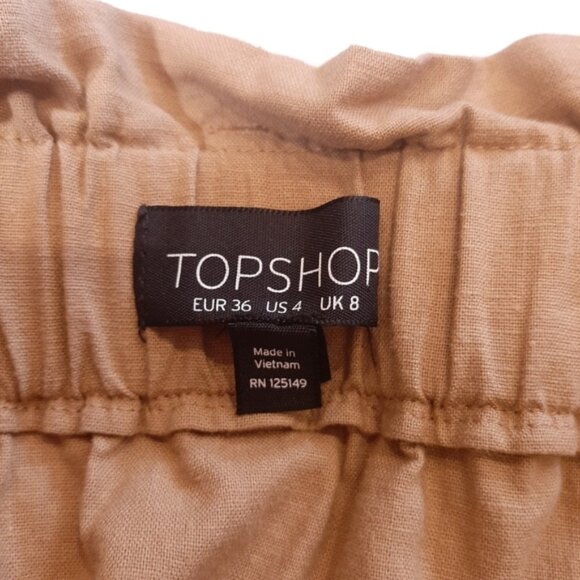 TOPSHOP
EUR 36 US 4 UK 8
Made in
Vietnam
RN 125149